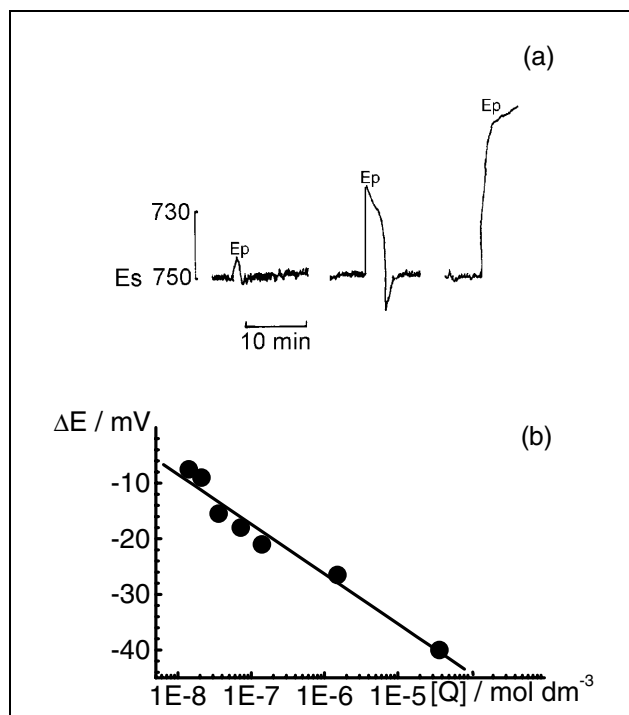 (a)
Ep
Ep
Ep
730
Es 750
10 min
ΔE / mV
(b)
-10
-20
-30
-40
1E-8 1E-7 1E-6 1E-5 [Q] / mol dm⁻³